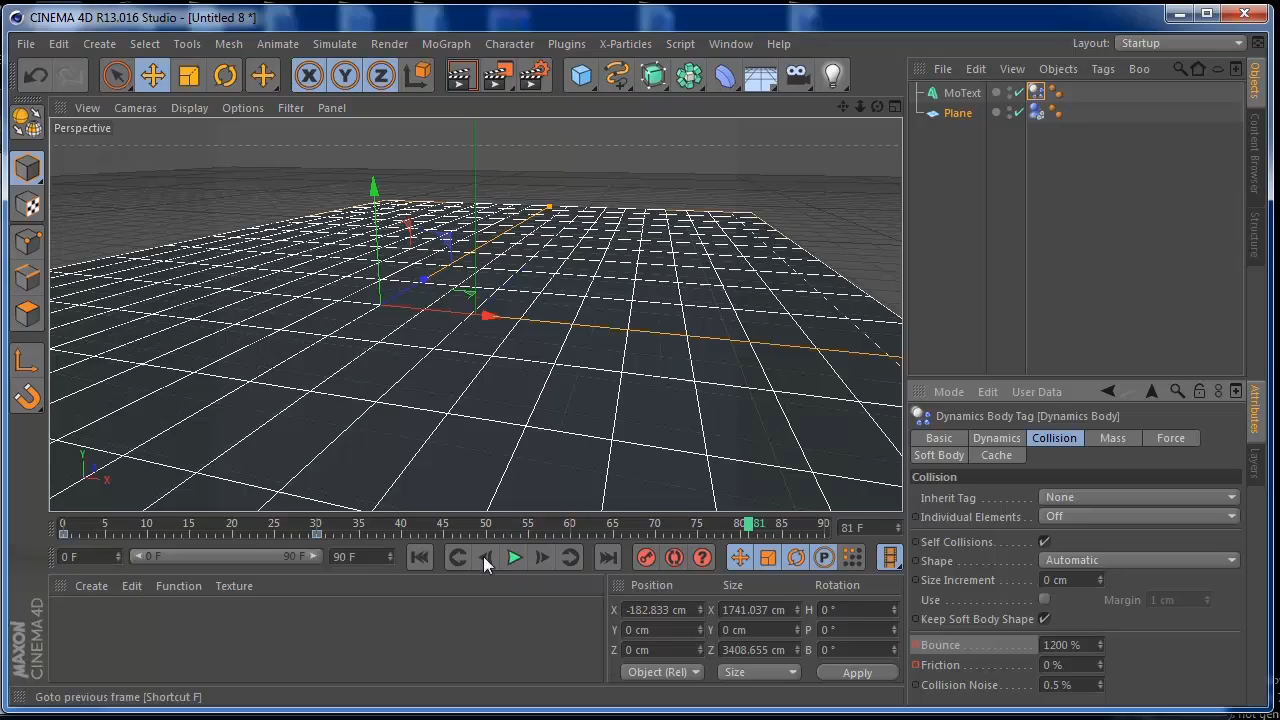 CINEMA 4D R13.016 Studio - [Untitled 8 *]
File Edit Create Select Tools Mesh Animate Simulate Render MoGraph Character Plugins X-Particles Script Window Help Layout: Startup
File Edit View Objects Tags Boo
View Cameras Display Options Filter Panel
Perspective
MoText
Plane
Objects
Content Browser
Structure
X Y Z
Mode Edit User Data
Attributes
Layers
Dynamics Body Tag [Dynamics Body]
Basic Dynamics Collision Mass Force
Soft Body Cache
Collision
Inherit Tag None
Individual Elements Off
Self Collisions
Shape Automatic
Size Increment 0 cm
Use Margin 1 cm
Keep Soft Body Shape
Bounce 1200 %
Friction 0 %
Collision Noise 0.5 %
Y
X
0 5 10 15 20 25 30 35 40 45 50 55 60 65 70 75 80 81 85 90 81 F
0 F 0 F 90 F 90 F
Create Edit Function Texture
Position Size Rotation
X -182.833 cm X 1741.037 cm H 0 °
Y 0 cm Y 0 cm P 0 °
Z 0 cm Z 3408.655 cm B 0 °
Object (Rel) Size Apply
MAXON
CINEMA 4D
Goto previous frame [Shortcut F]